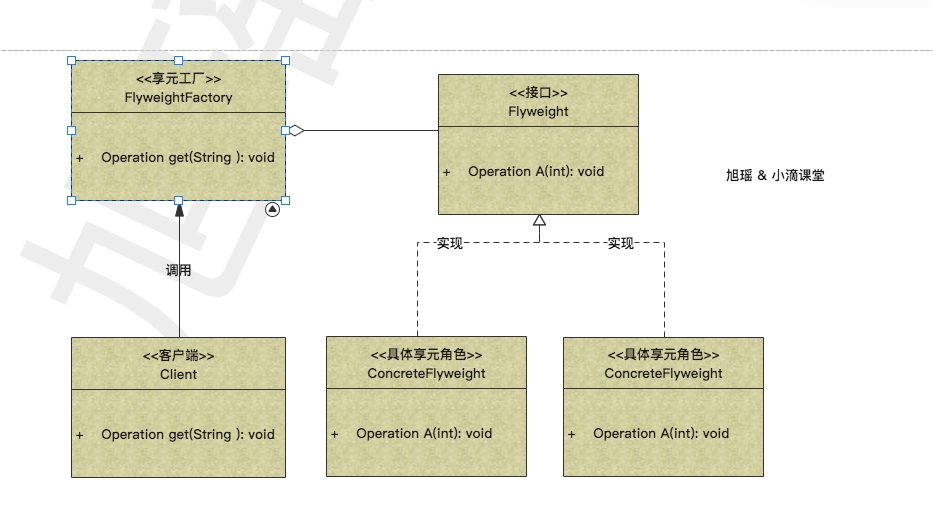 <<享元工厂>>
FlyweightFactory
+ Operation get(String ): void
<<接口>>
Flyweight
+ Operation A(int): void
旭瑶 & 小滴课堂
实现
实现
调用
<<客户端>>
Client
+ Operation get(String ): void
<<具体享元角色>>
ConcreteFlyweight
+ Operation A(int): void
<<具体享元角色>>
ConcreteFlyweight
+ Operation A(int): void